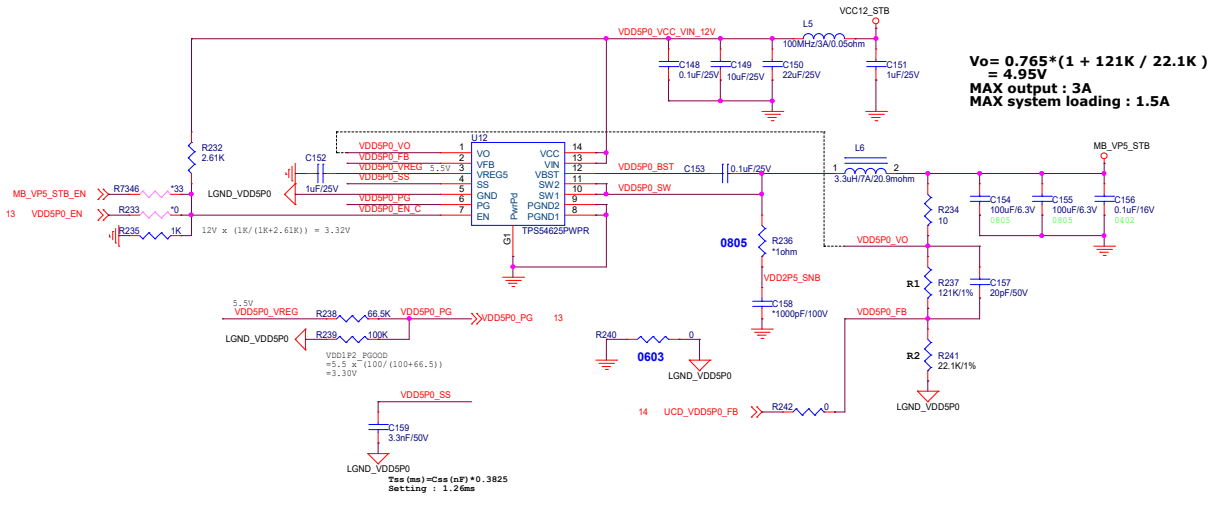 VCC12_STB
L5
VDD5P0_VCC_VIN_12V
100MHz/3A/0.05ohm
C148
0.1uF/25V
C149
10uF/25V
C150
22uF/25V
C151
1uF/25V
Vo= 0.765*(1 + 121K / 22.1K )
= 4.95V
MAX output : 3A
MAX system loading : 1.5A
R232
2.61K
C152
1uF/25V
U12
VDD5P0_VO
1
VO
VCC
14
VDD5P0_FB
2
VFB
VIN
13
VDD5P0_VREG
5.5V
3
VREG5
VBST
12
VDD5P0_BST
VDD5P0_SS
4
SS
SW2
11
LGND_VDD5P0
5
GND
SW1
10
VDD5P0_SW
VDD5P0_PG
6
PG
PGND2
9
VDD5P0_EN_C
7
EN
PGND1
8
PwrPd
G1
TPS54625PWPR
C153
0.1uF/25V
L6
1
2
3.3uH/7A/20.9mohm
MB_VP5_STB
MB_VP5_STB_EN
R7346
*33
13
VDD5P0_EN
R233
*0
R235
1K
12V x (1K/(1K+2.61K)) = 3.32V
R234
10
C154
100uF/6.3V
0805
C155
100uF/6.3V
0805
C156
0.1uF/16V
0402
0805
R236
*1ohm
VDD5P0_VO
VDD2P5_SNB
C158
*1000pF/100V
R1
R237
121K/1%
C157
20pF/50V
VDD5P0_FB
R2
R241
22.1K/1%
LGND_VDD5P0
5.5V
VDD5P0_VREG
R238
66.5K
VDD5P0_PG
VDD5P0_PG
13
LGND_VDD5P0
R239
100K
VDD1P2_PGOOD
=5.5 x (100/(100+66.5))
=3.30V
R240
0
0603
LGND_VDD5P0
14
UCD_VDD5P0_FB
R242
0
VDD5P0_SS
C159
3.3nF/50V
LGND_VDD5P0
Tss(ms)=Css(nF)*0.3825
Setting : 1.26ms